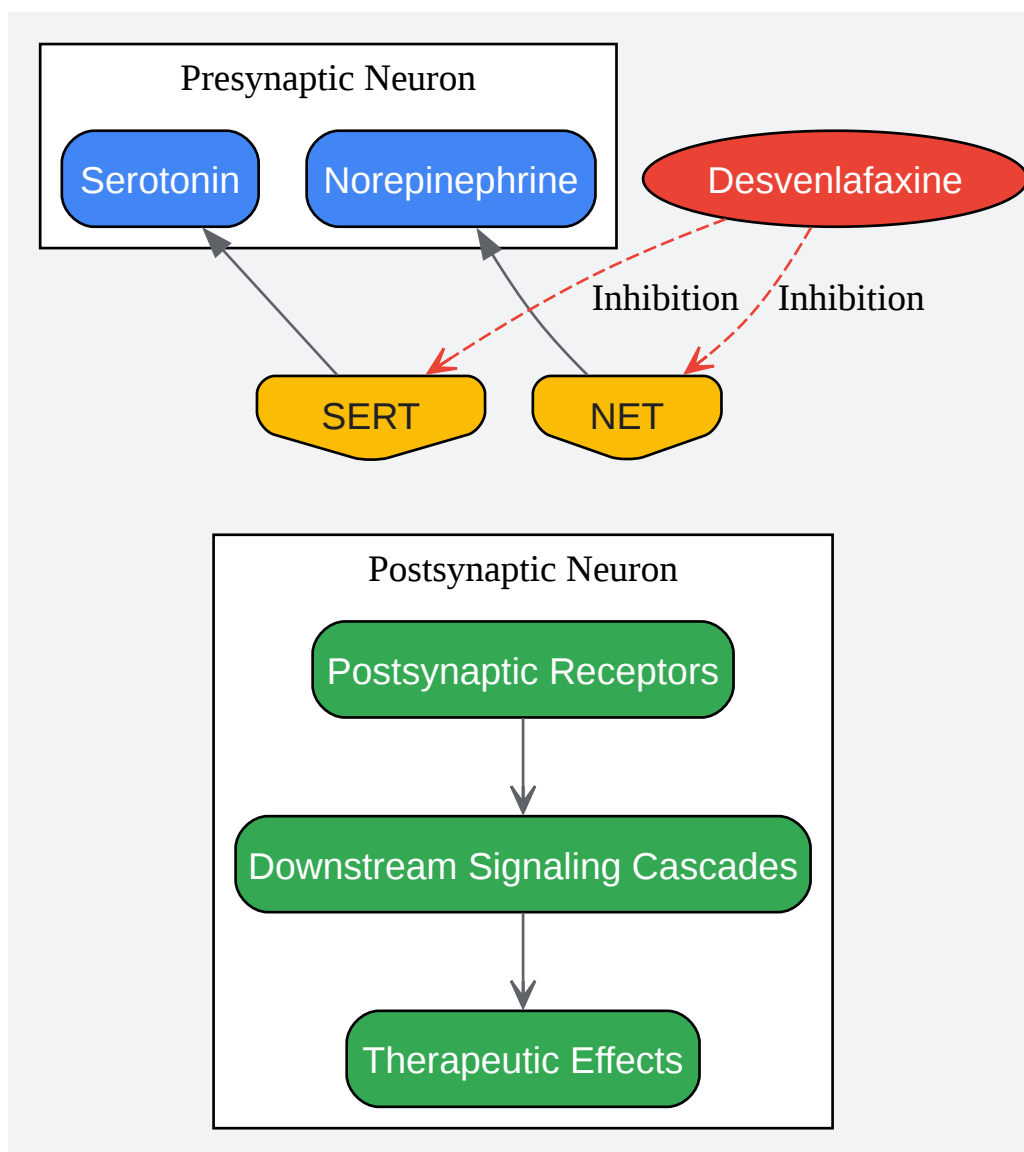 Presynaptic Neuron
Serotonin
Norepinephrine
Desvenlafaxine
Inhibition
Inhibition
SERT
NET
Postsynaptic Neuron
Postsynaptic Receptors
Downstream Signaling Cascades
Therapeutic Effects